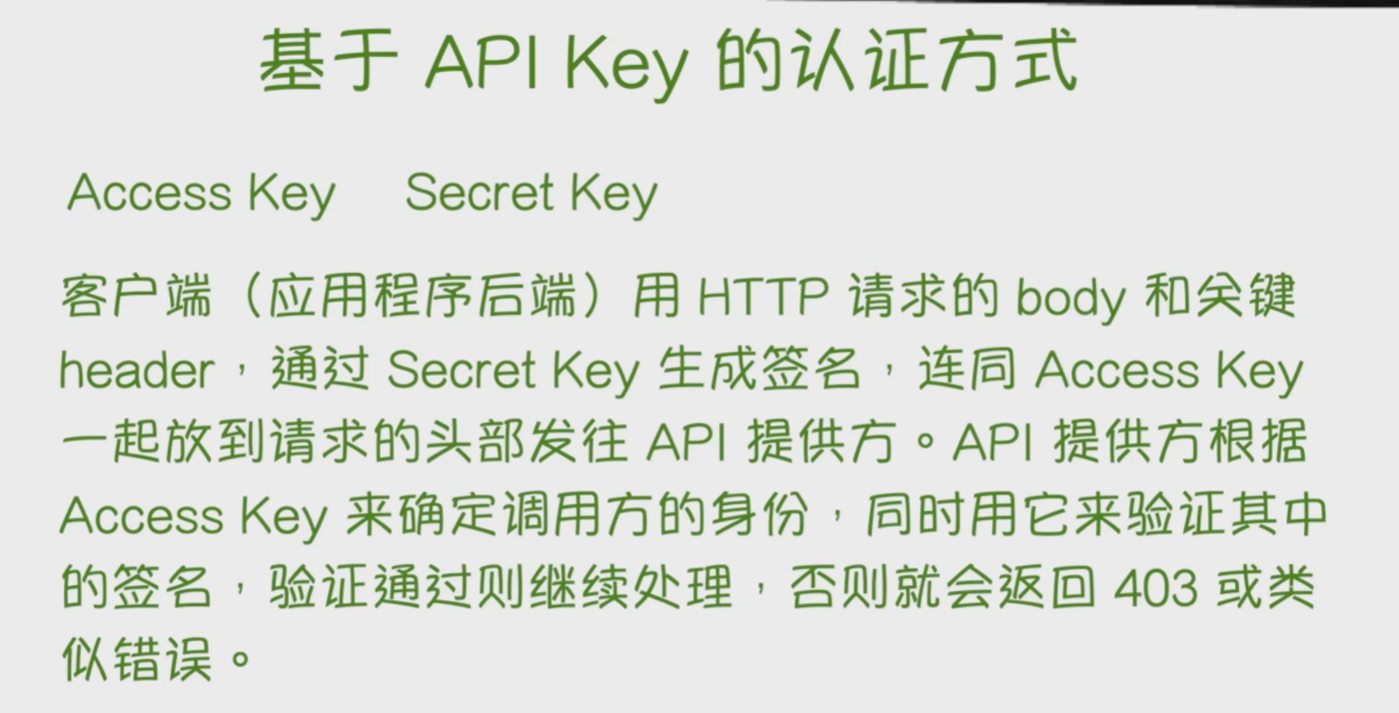 基于 API Key 的认证方式
Access Key Secret Key
客户端（应用程序后端）用 HTTP 请求的 body 和关键
header，通过 Secret Key 生成签名，连同 Access Key
一起放到请求的头部发往 API 提供方。API 提供方根据
Access Key 来确定调用方的身份，同时用它来验证其中
的签名，验证通过则继续处理，否则就会返回 403 或类
似错误。